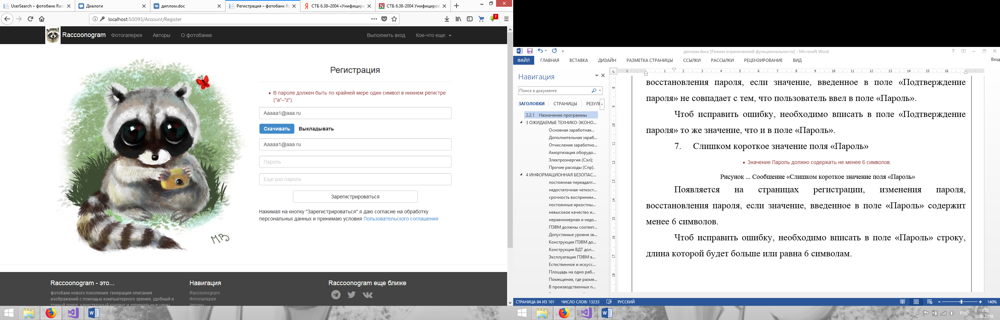 UserSearch – фотобанк Racc
Диалоги
диплом.doc
Регистрация – фотобанк Ra
СТБ 6.38–2004 «Унифициро
СТБ 6.38-2004 Унифициров
localhost:50093/Account/Register
Raccoonogram
Фотогалерея
Авторы
О фотобанке
Выполнить вход
Кое-что еще:
Регистрация
В пароле должен быть по крайней мере один символ в нижнем регистре
("a"–"z").
Aaaaa1@aaa.ru
Скачивать
Выкладывать
Aaaaa1@aaa.ru
Пароль
Еще раз пароль
Зарегистрироваться
Нажимая на кнопку "Зарегистрироваться" я даю согласие на обработку
персональных данных и принимаю условия Пользовательского соглашения
МВ
Raccoonogram - это...
фотобанк нового поколения: генерация описания
изображений с помощью компьютерного зрения, удобный и
точный поиск, качественный контент и оптимальные цены
Навигация
Raccoonogram
Фотогалерея
Авторы
Raccoonogram еще ближе
диплом.docx [Режим ограниченной функциональности] - Microsoft Word
ФАЙЛ
ГЛАВНАЯ
ВСТАВКА
ДИЗАЙН
РАЗМЕТКА СТРАНИЦЫ
ССЫЛКИ
РАССЫЛКИ
РЕЦЕНЗИРОВАНИЕ
ВИД
Вход
Навигация
Поиск в документе
ЗАГОЛОВКИ
СТРАНИЦЫ
РЕЗУЛЬ
2.2.1 Назначение программы
3 ОЖИДАЕМЫЕ ТЕХНИКО-ЭКОНО...
Основная заработная...
Дополнительная зараб...
Отчисления заработно...
Амортизация оборудо...
Электроэнергия (Сэл);
Прочие расходы (Спр).
4 ИНФОРМАЦИОННАЯ БЕЗОПАС...
постоянная переадапт...
недостаточная четкост...
срочность восприним...
постоянные яркостны...
невысокое качество и...
неравномерная и недо...
ПЭВМ должны соответ...
Допустимые уровни зв...
Конструкция ПЭВМ до...
Конструкция ВДТ дол...
Эксплуатация ПЭВМ в...
Естественное и искусс...
Площадь на одно раб...
Помещения, где разме...
В производственных п...
восстановления пароля, если значение, введенное в поле «Подтверждение
пароля» не совпадает с тем, что пользователь ввел в поле «Пароль».
Чтоб исправить ошибку, необходимо вписать в поле «Подтверждение
пароля» то же значение, что и в поле «Пароль».
7. Слишком короткое значение поля «Пароль»
Значение Пароль должно содержать не менее 6 символов.
Рисунок ... Сообщение «Слишком короткое значение поля «Пароль»
Появляется на страницах регистрации, изменения пароля,
восстановления пароля, если значение, введенное в поле «Пароль» содержит
менее 6 символов.
Чтоб исправить ошибку, необходимо вписать в поле «Пароль» строку,
длина которой будет больше или равна 6 символам.
СТРАНИЦА 84 ИЗ 101
ЧИСЛО СЛОВ: 13233
РУССКИЙ
140%
РУС
19:30
10.06.2018